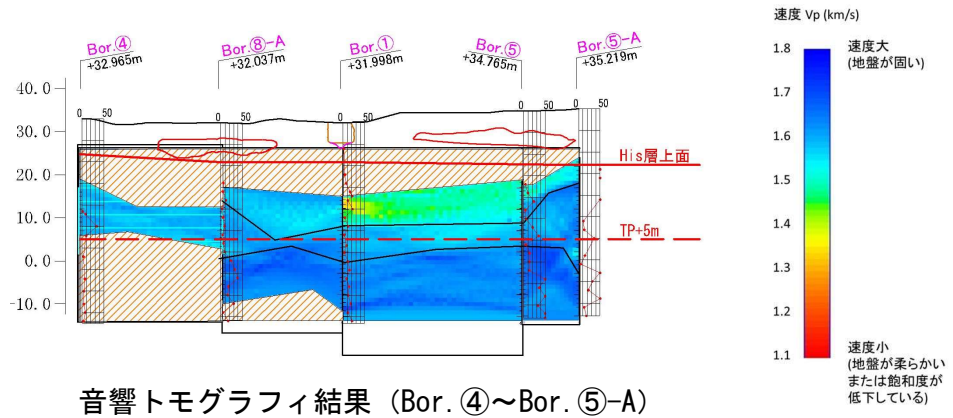 Bor.④
+32.965m
Bor.⑧-A
+32.037m
Bor.①
+31.998m
Bor.⑤
+34.765m
Bor.⑤-A
+35.219m
40.0
30.0
20.0
10.0
0.0
-10.0
0 50
0 50
0 50
0 50
0 50
His層上面
TP+5m
音響トモグラフィ結果（Bor.④～Bor.⑤-A）
速度 Vp (km/s)
1.8
1.7
1.6
1.5
1.4
1.3
1.2
1.1
速度大
(地盤が固い)
速度小
(地盤が柔らかい
または飽和度が
低下している)